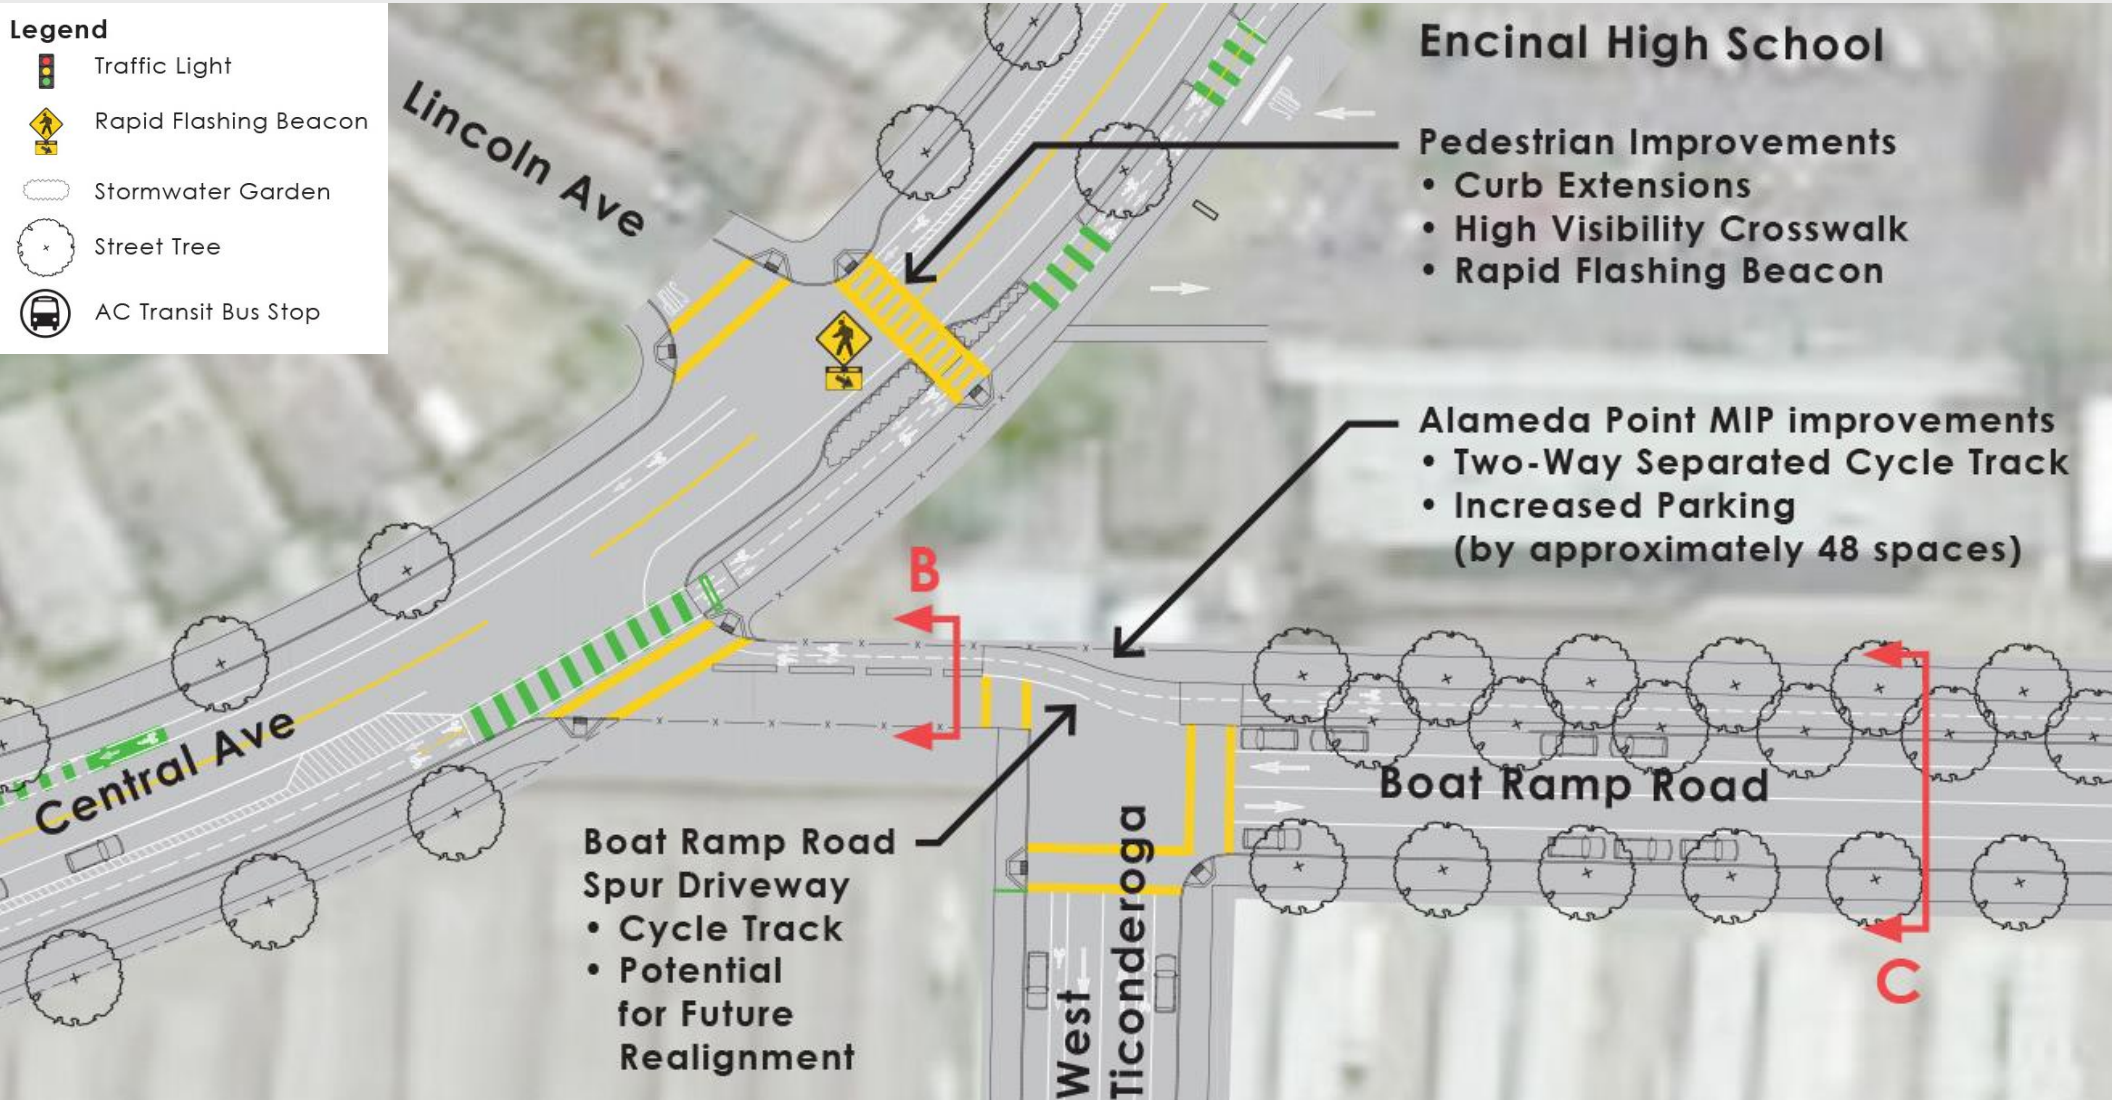 Legend
Traffic Light
Rapid Flashing Beacon
Stormwater Garden
Street Tree
AC Transit Bus Stop
Lincoln Ave
STOP
STOP
Encinal High School
Pedestrian Improvements
• Curb Extensions
• High Visibility Crosswalk
• Rapid Flashing Beacon
Alameda Point MIP improvements
• Two-Way Separated Cycle Track
• Increased Parking
(by approximately 48 spaces)
B
Central Ave
Boat Ramp Road
Boat Ramp Road
Spur Driveway
• Cycle Track
• Potential
for Future
Realignment
West
Ticonderoga
C